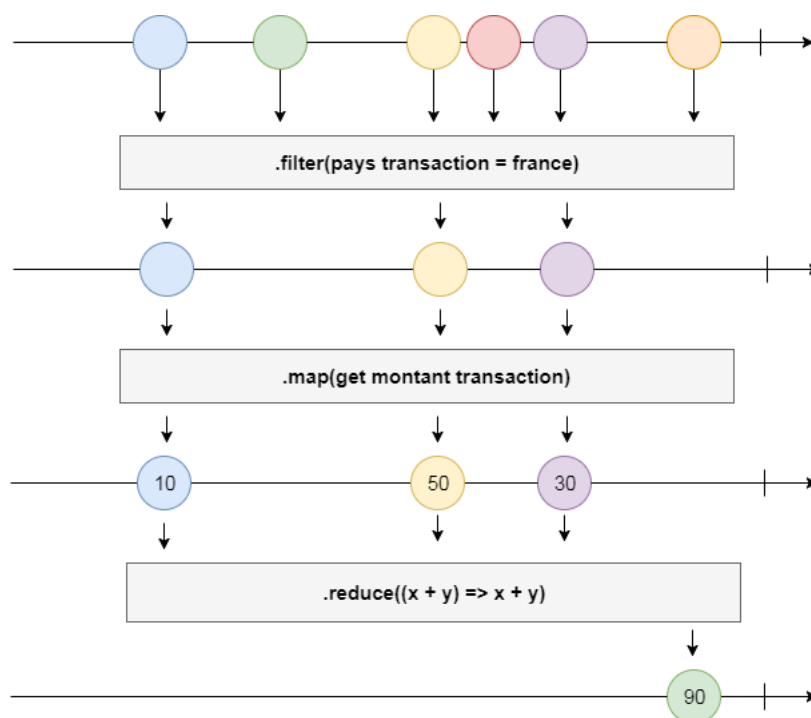 .filter(pays transaction = france)
.map(get montant transaction)
10 50 30
.reduce((x + y) => x + y)
90